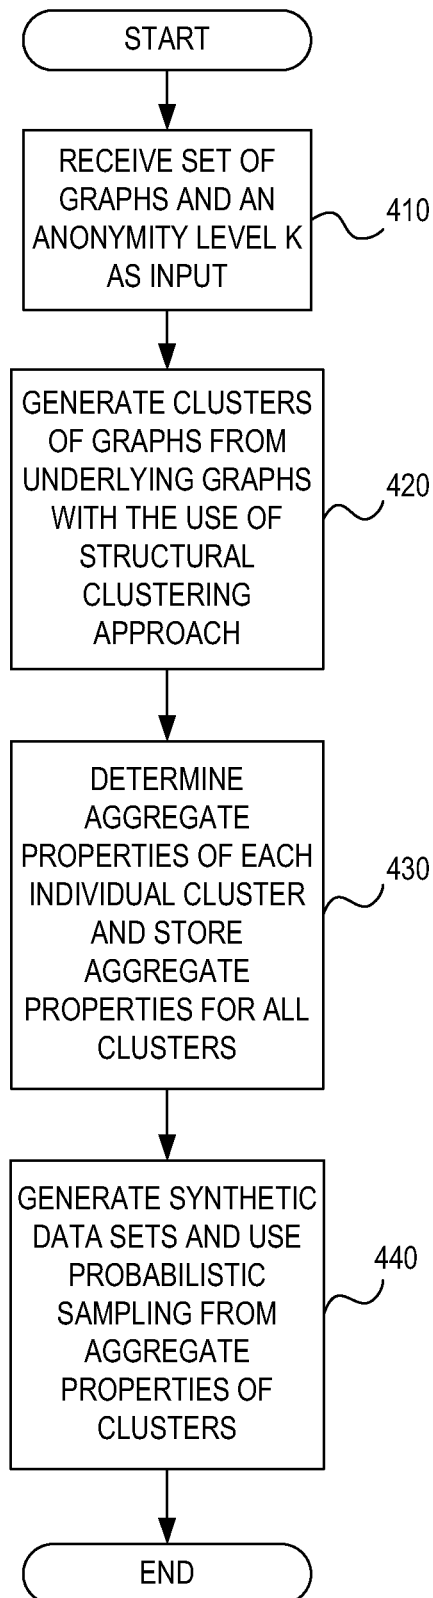 START
RECEIVE SET OF
GRAPHS AND AN
ANONYMITY LEVEL K
AS INPUT
410
GENERATE CLUSTERS
OF GRAPHS FROM
UNDERLYING GRAPHS
WITH THE USE OF
STRUCTURAL
CLUSTERING
APPROACH
420
DETERMINE
AGGREGATE
PROPERTIES OF EACH
INDIVIDUAL CLUSTER
AND STORE
AGGREGATE
PROPERTIES FOR ALL
CLUSTERS
430
GENERATE SYNTHETIC
DATA SETS AND USE
PROBABILISTIC
SAMPLING FROM
AGGREGATE
PROPERTIES OF
CLUSTERS
440
END